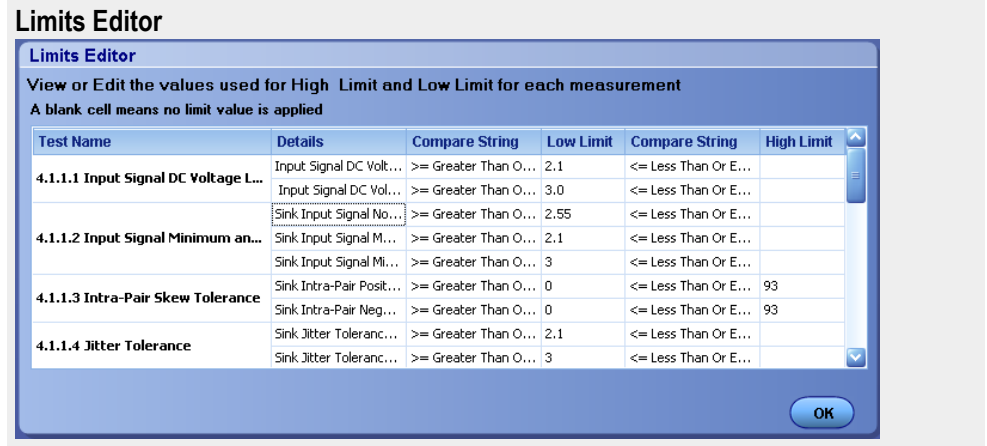 Limits Editor
Limits Editor
View or Edit the values used for High Limit and Low Limit for each measurement
A blank cell means no limit value is applied
Test Name Details Compare String Low Limit Compare String High Limit
4.1.1.1 Input Signal DC Voltage L...
Input Signal DC Volt... >= Greater Than O... 2.1 <= Less Than Or E...
Input Signal DC Vol... >= Greater Than O... 3.0 <= Less Than Or E...
4.1.1.2 Input Signal Minimum an...
Sink Input Signal No... >= Greater Than O... 2.55 <= Less Than Or E...
Sink Input Signal M... >= Greater Than O... 2.1 <= Less Than Or E...
Sink Input Signal Mi... >= Greater Than O... 3 <= Less Than Or E...
4.1.1.3 Intra-Pair Skew Tolerance
Sink Intra-Pair Posit... >= Greater Than O... 0 <= Less Than Or E... 93
Sink Intra-Pair Neg... >= Greater Than O... 0 <= Less Than Or E... 93
4.1.1.4 Jitter Tolerance
Sink Jitter Toleranc... >= Greater Than O... 2.1 <= Less Than Or E...
Sink Jitter Toleranc... >= Greater Than O... 3 <= Less Than Or E...
OK